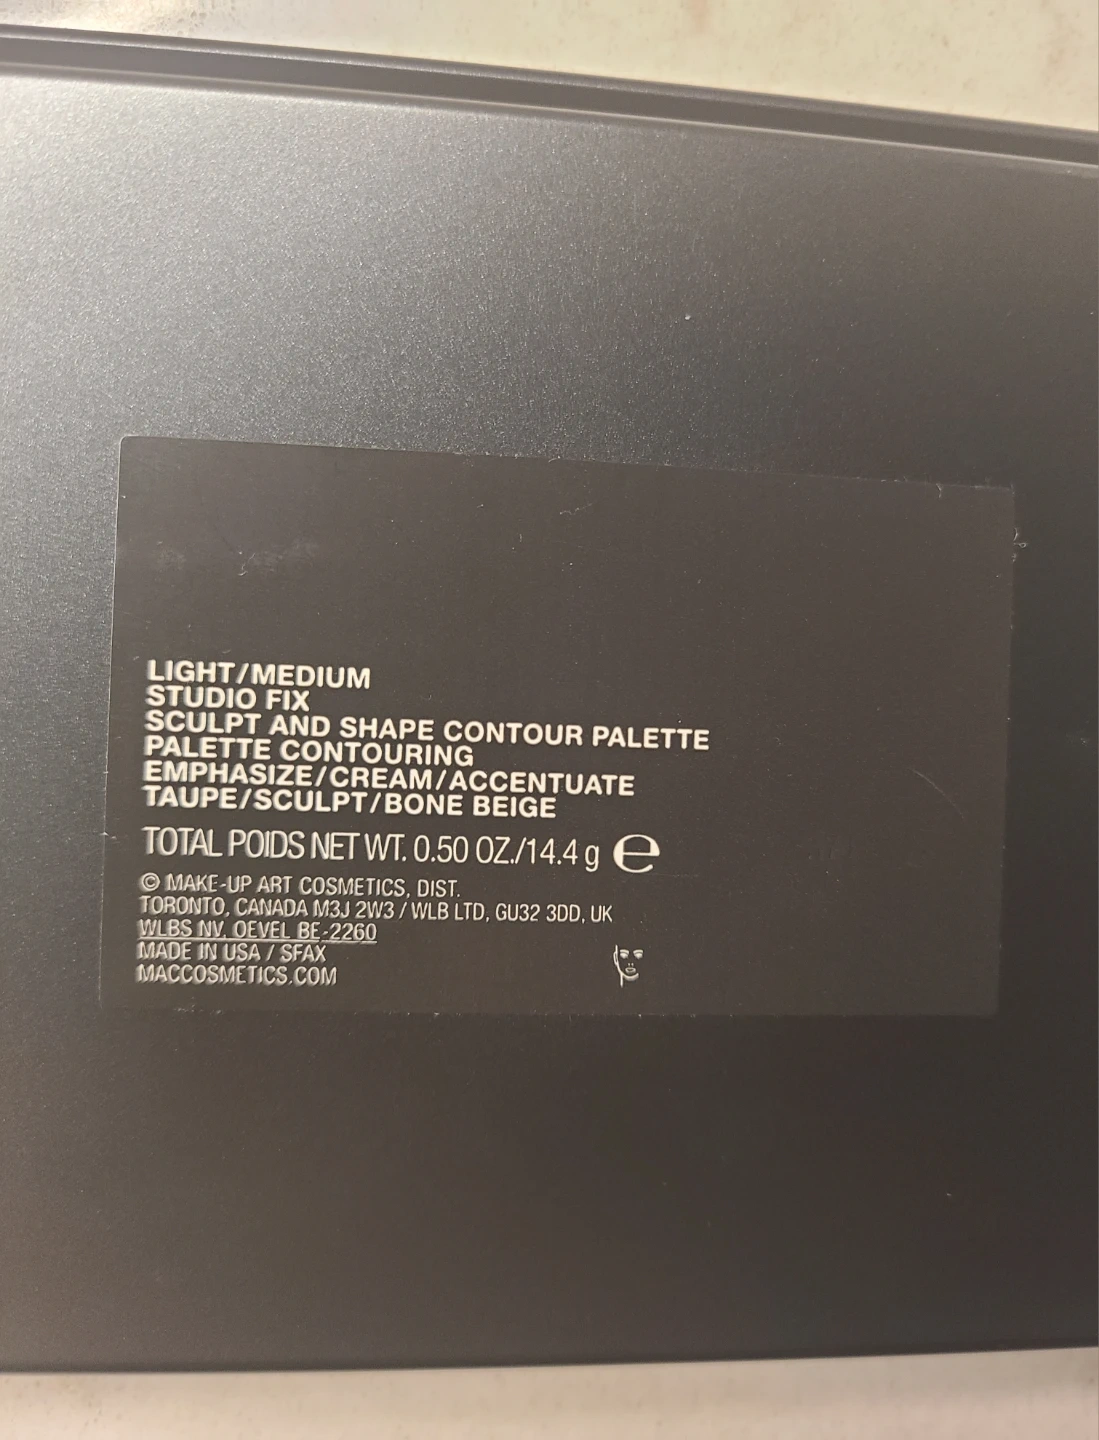 LIGHT/MEDIUM
STUDIO FIX
SCULPT AND SHAPE CONTOUR PALETTE
PALETTE CONTOURING
EMPHASIZE/CREAM/ACCENTUATE
TAUPE/SCULPT/BONE BEIGE
TOTAL POIDS NET WT. 0.50 OZ./14.4 g ℮
© MAKE-UP ART COSMETICS, DIST.
TORONTO, CANADA M3J 2W3 / WLB LTD, GU32 3DD, UK
WLBS NV, OEVEL BE-2260
MADE IN USA / SFAX
MACCOSMETICS.COM